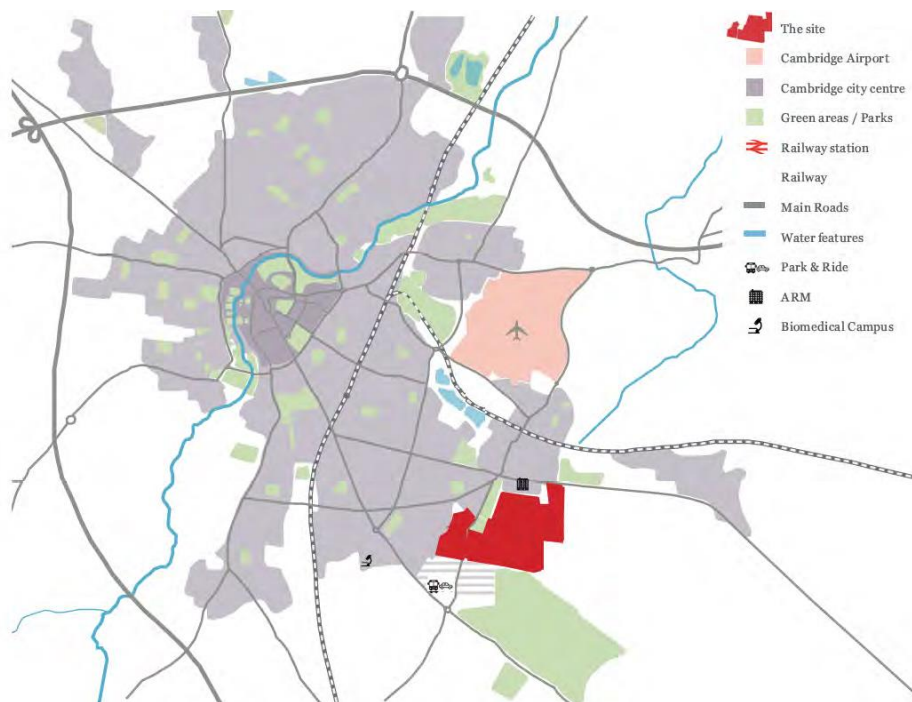 The site
Cambridge Airport
Cambridge city centre
Green areas / Parks
Railway station
Railway
Main Roads
Water features
Park & Ride
ARM
Biomedical Campus